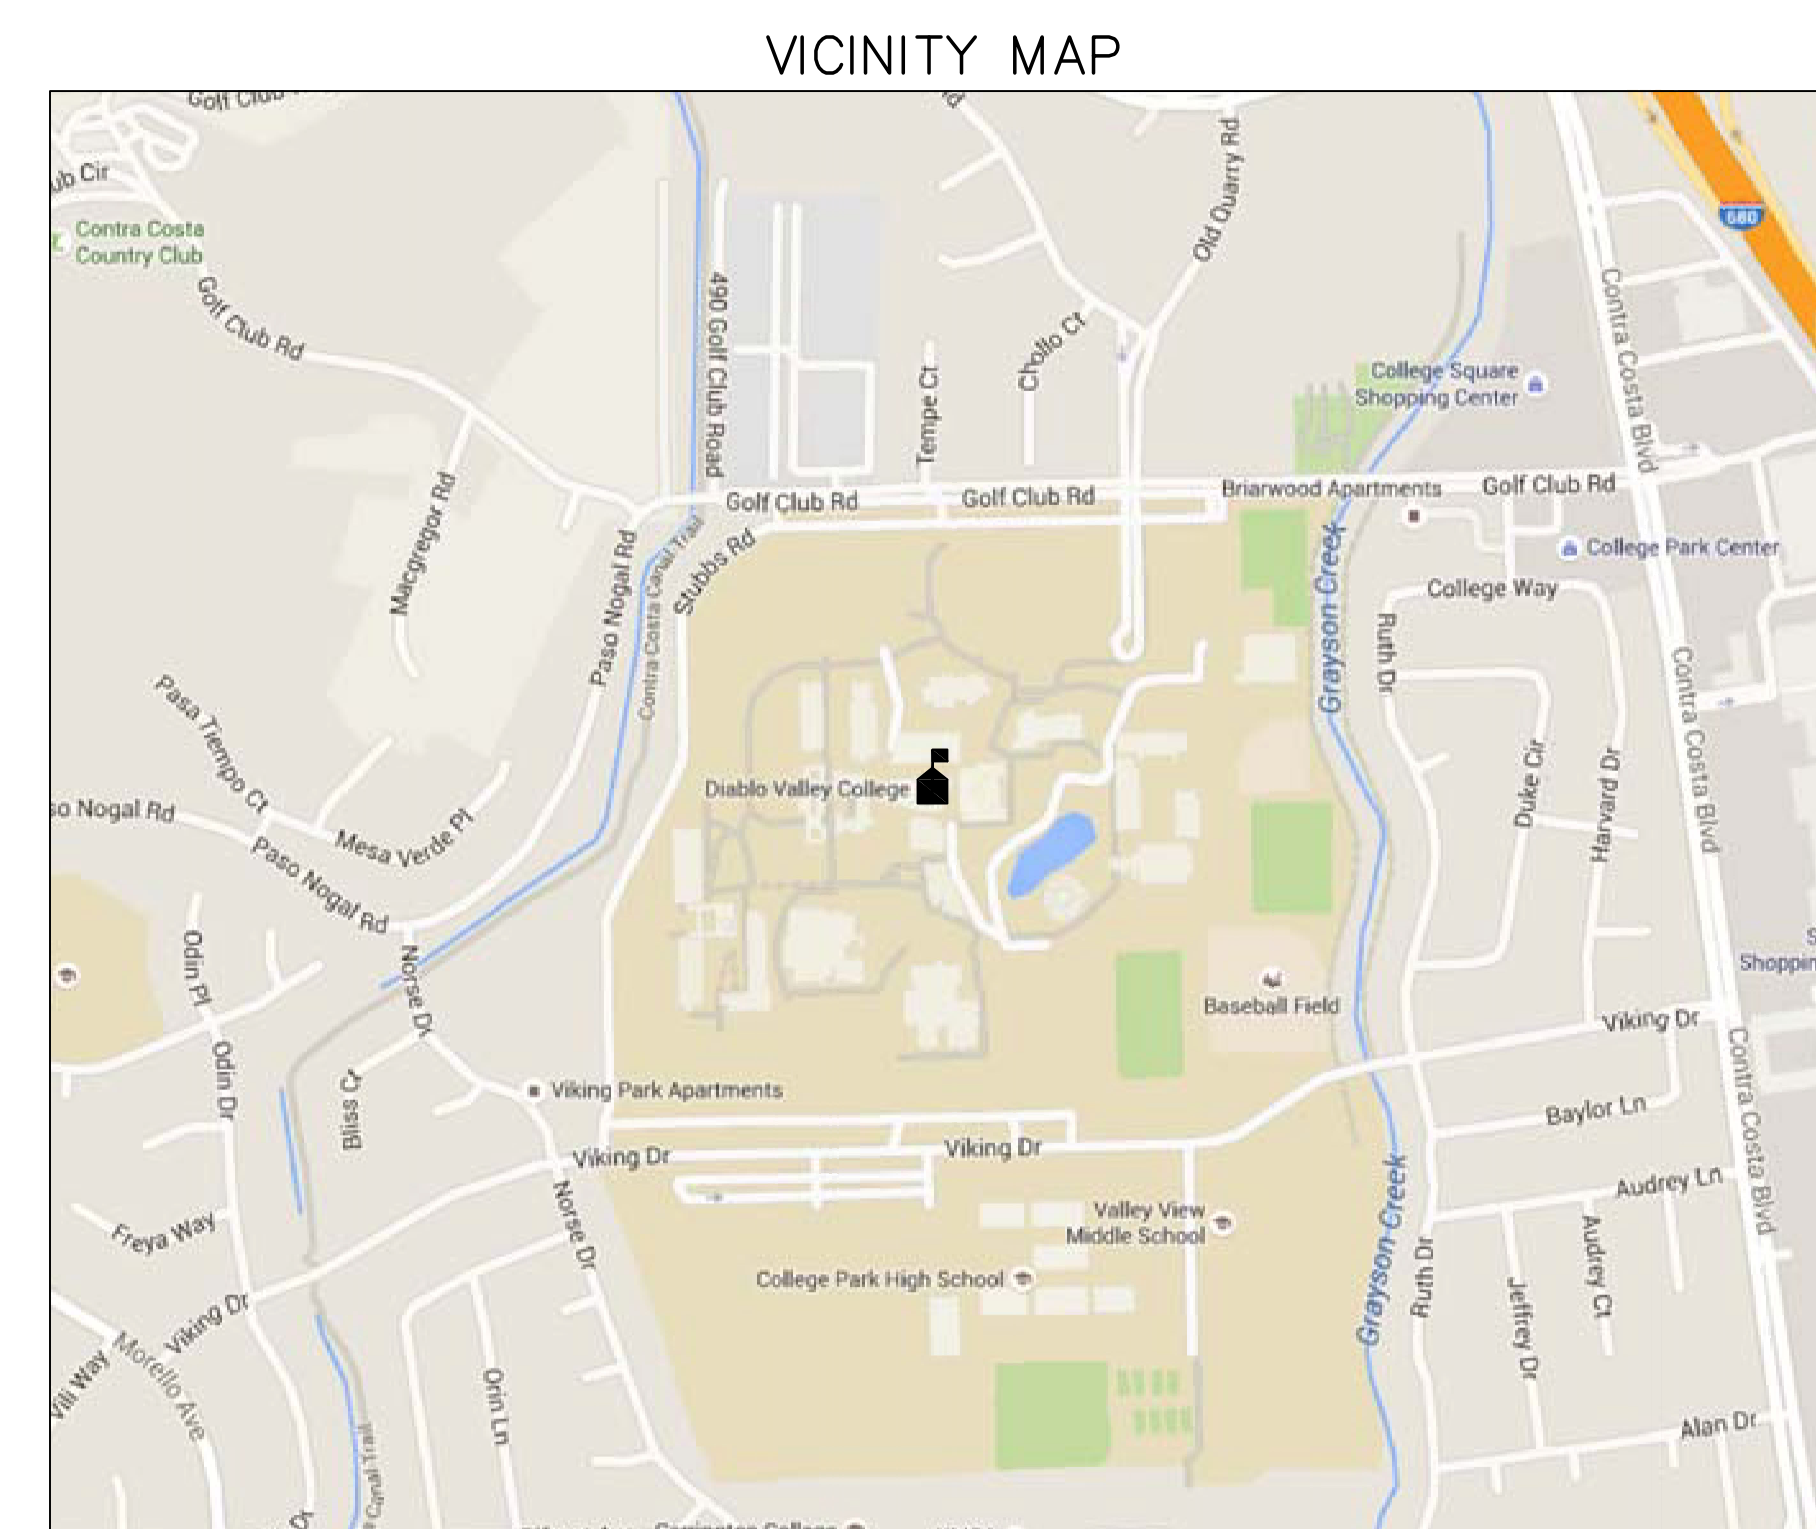 VICINITY MAP
Golf Club
ub Cir
Contra Costa
Country Club
Golf Club Rd
490 Golf Club Road
Old Quarry Rd
680
Contra Costa Blvd
Chollo Ct
Tempe Ct
College Square
Shopping Center
Macgregor Rd
Golf Club Rd
Golf Club Rd
Briarwood Apartments
Golf Club Rd
Paso Nogal Rd
Contra Costa Canal Trail
Stubbs Rd
Grayson Creek
College Park Center
College Way
Ruth Dr
Contra Costa Blvd
Pasa Tiempo Ct
so Nogal Rd
Mesa Verde Pl
Paso Nogal Rd
Diablo Valley College
Duke Cir
Harvard Dr
Odin Pl
Norse Dr
Shoppin
Baseball Field
Viking Dr
Odin Dr
Bliss Ct
Viking Park Apartments
Contra Costa Blvd
Baylor Ln
Viking Dr
Viking Dr
Norse Dr
Audrey Ln
Freya Way
Valley View
Middle School
College Park High School
Grayson Creek
Ruth Dr
Audrey Ct
Jeffrey Dr
Viking Dr
Morello Ave
Vili Way
Orin Ln
Alan Dr
Canal Trail